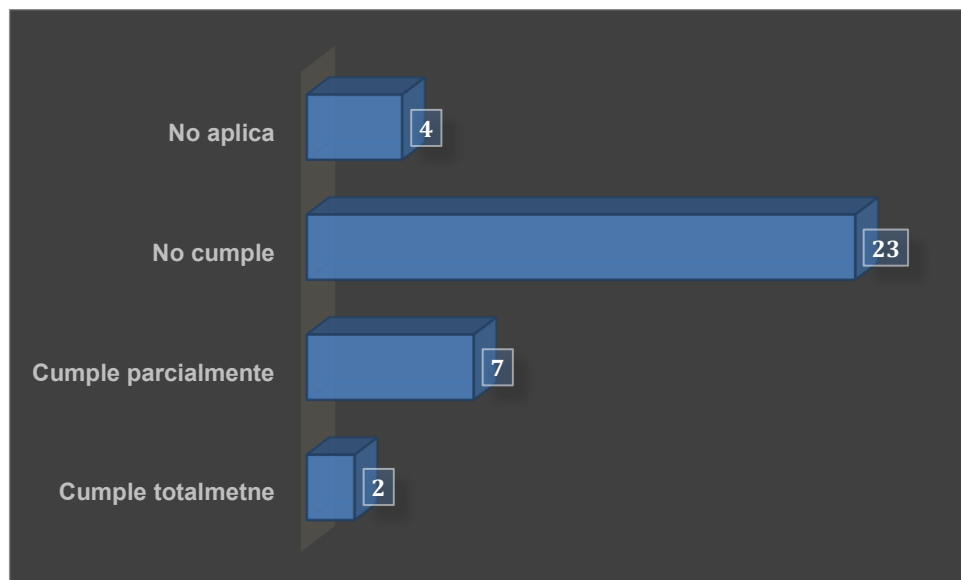 No aplica
4
No cumple
23
Cumple parcialmente
7
Cumple totalmetne
2